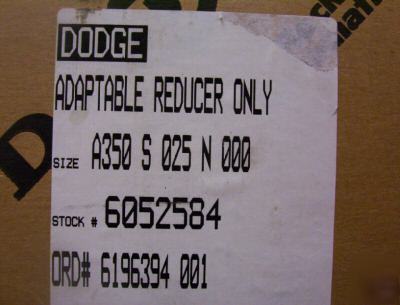 DODGE
ADAPTABLE REDUCER ONLY
SIZE A350 S 025 N 000
STOCK # 6052584
ORD# 6196394 001